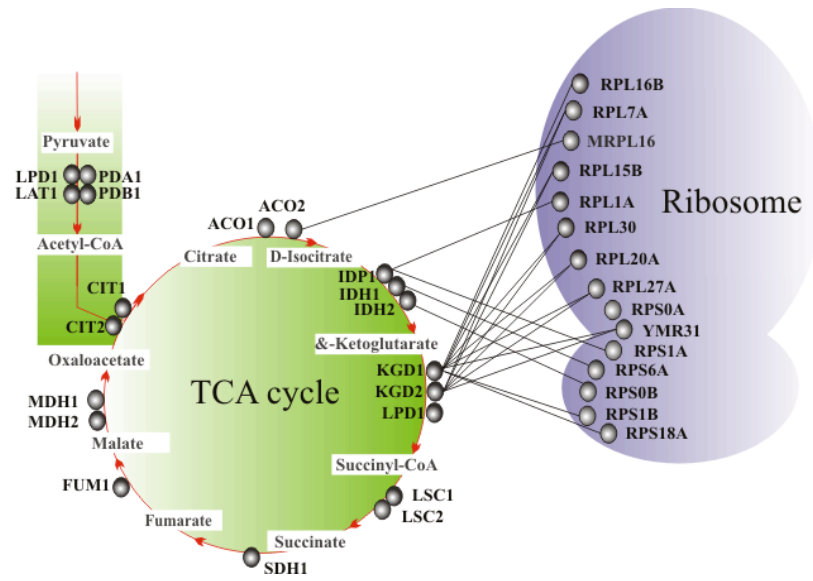 Pyruvate
LPD1 PDA1
LAT1 PDB1
Acetyl-CoA
CIT1
CIT2
Oxaloacetate
MDH1
MDH2
Malate
FUM1
Fumarate
SDH1
Succinate
LSC1
LSC2
Succinyl-CoA
KGD1
KGD2
LPD1
&-Ketoglutarate
IDP1
IDH1
IDH2
D-Isocitrate
ACO2
ACO1
Citrate
TCA cycle
RPL16B
RPL7A
MRPL16
RPL15B
RPL1A
RPL30
RPL20A
RPL27A
RPS0A
YMR31
RPS1A
RPS6A
RPS0B
RPS1B
RPS18A
Ribosome